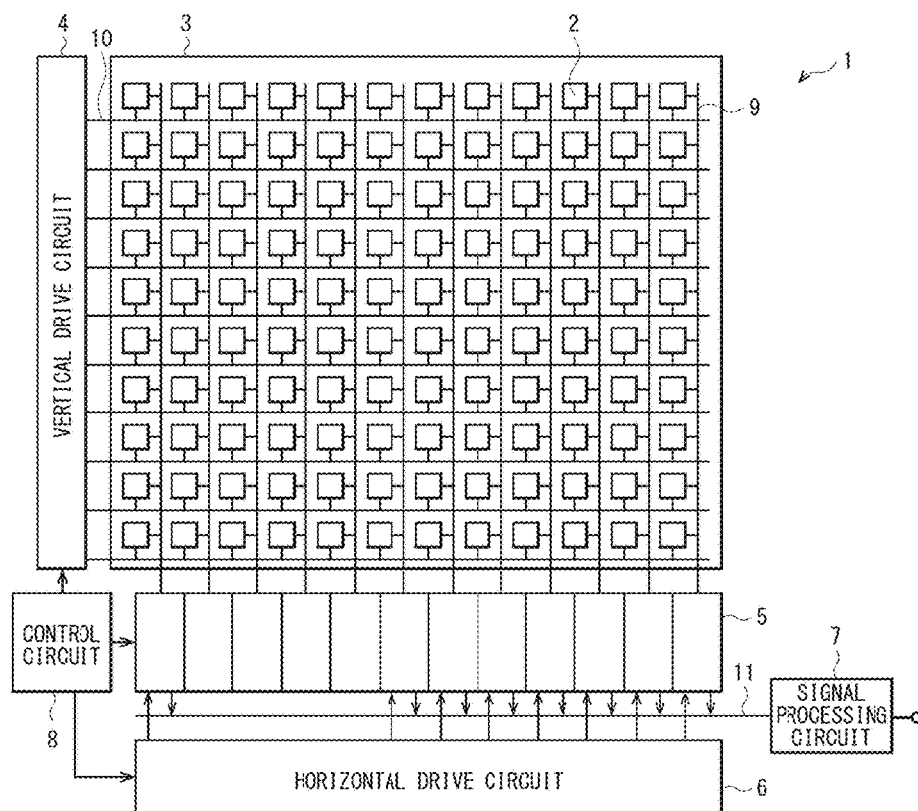 4
10
3
2
1
9
VERTICAL DRIVE CIRCUIT
CONTROL
CIRCUIT
8
5
7
11
SIGNAL
PROCESSING
CIRCUIT
HORIZONTAL DRIVE CIRCUIT
6